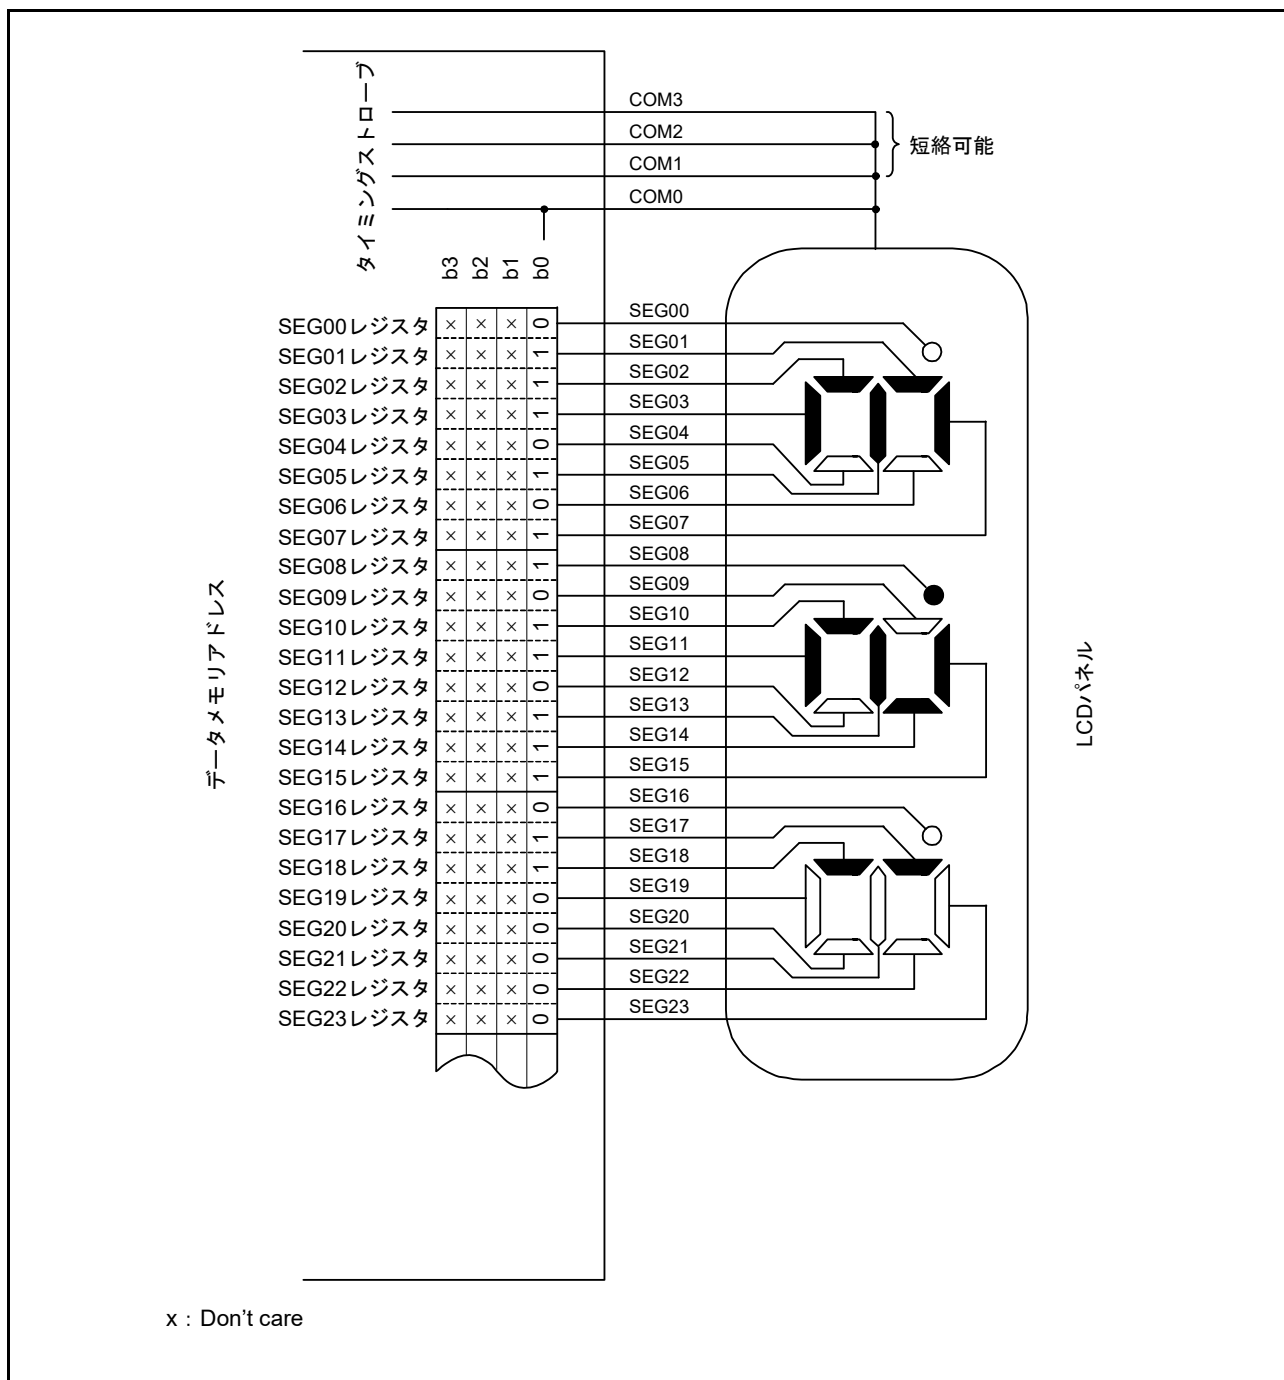 タイミングストローブ
COM3
COM2
COM1
COM0
短絡可能
b3
b2
b1
b0
データメモリアドレス
SEG00レジスタ × × × 0 SEG00
SEG01レジスタ × × × 1 SEG01
SEG02レジスタ × × × 1 SEG02
SEG03レジスタ × × × 1 SEG03
SEG04レジスタ × × × 0 SEG04
SEG05レジスタ × × × 1 SEG05
SEG06レジスタ × × × 0 SEG06
SEG07レジスタ × × × 1 SEG07
SEG08レジスタ × × × 1 SEG08
SEG09レジスタ × × × 0 SEG09
SEG10レジスタ × × × 1 SEG10
SEG11レジスタ × × × 1 SEG11
SEG12レジスタ × × × 0 SEG12
SEG13レジスタ × × × 1 SEG13
SEG14レジスタ × × × 1 SEG14
SEG15レジスタ × × × 1 SEG15
SEG16レジスタ × × × 0 SEG16
SEG17レジスタ × × × 1 SEG17
SEG18レジスタ × × × 1 SEG18
SEG19レジスタ × × × 0 SEG19
SEG20レジスタ × × × 0 SEG20
SEG21レジスタ × × × 0 SEG21
SEG22レジスタ × × × 0 SEG22
SEG23レジスタ × × × 0 SEG23
LCDパネル
x : Don't care